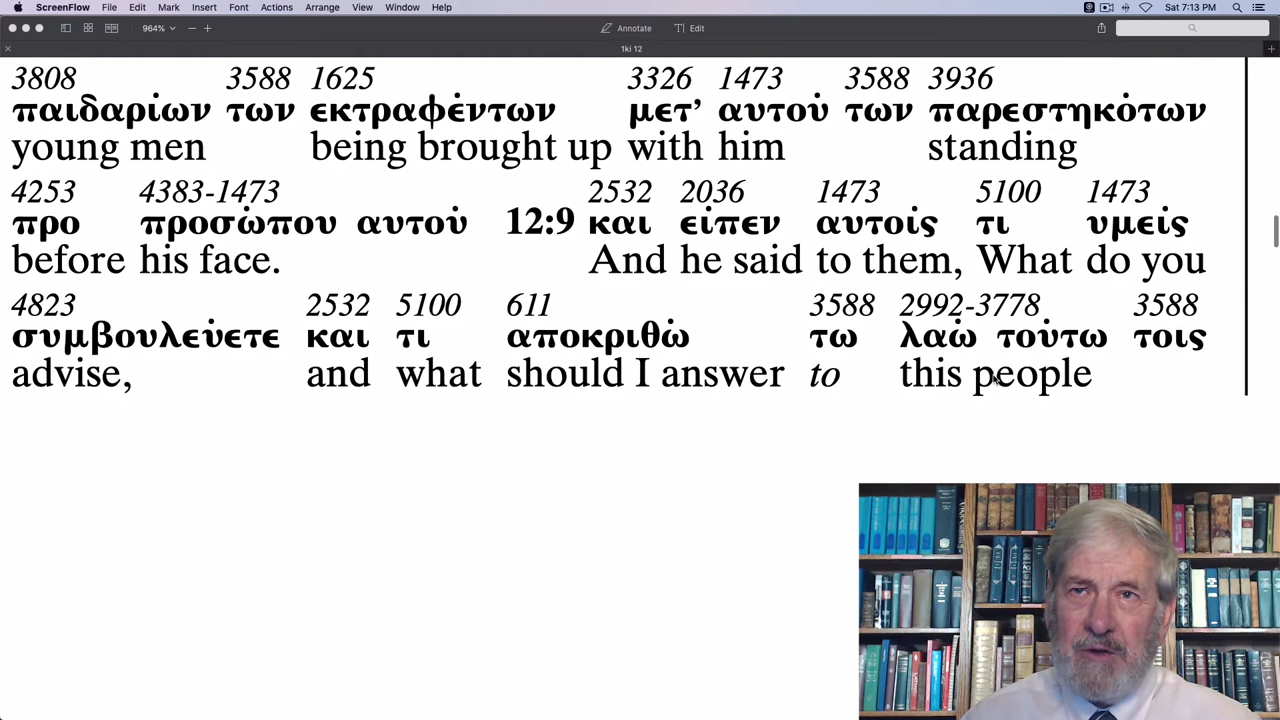 ScreenFlow File Edit Mark Insert Font Actions Arrange View Window Help Sat 7:13 PM
964% Annotate Edit
1ki 12
3808 3588 1625 3326 1473 3588 3936
παιδαρίων των εκτραφέντων μετ’ αυτού των παρεστηκότων
young men being brought up with him standing
4253 4383-1473 2532 2036 1473 5100 1473
προ προσώπου αυτού 12:9 και είπεν αυτοίς τι υμείς
before his face. And he said to them, What do you
4823 2532 5100 611 3588 2992-3778 3588
συμβουλεύετε και τι αποκριθώ τω λαώ τούτω τοις
advise, and what should I answer to this people